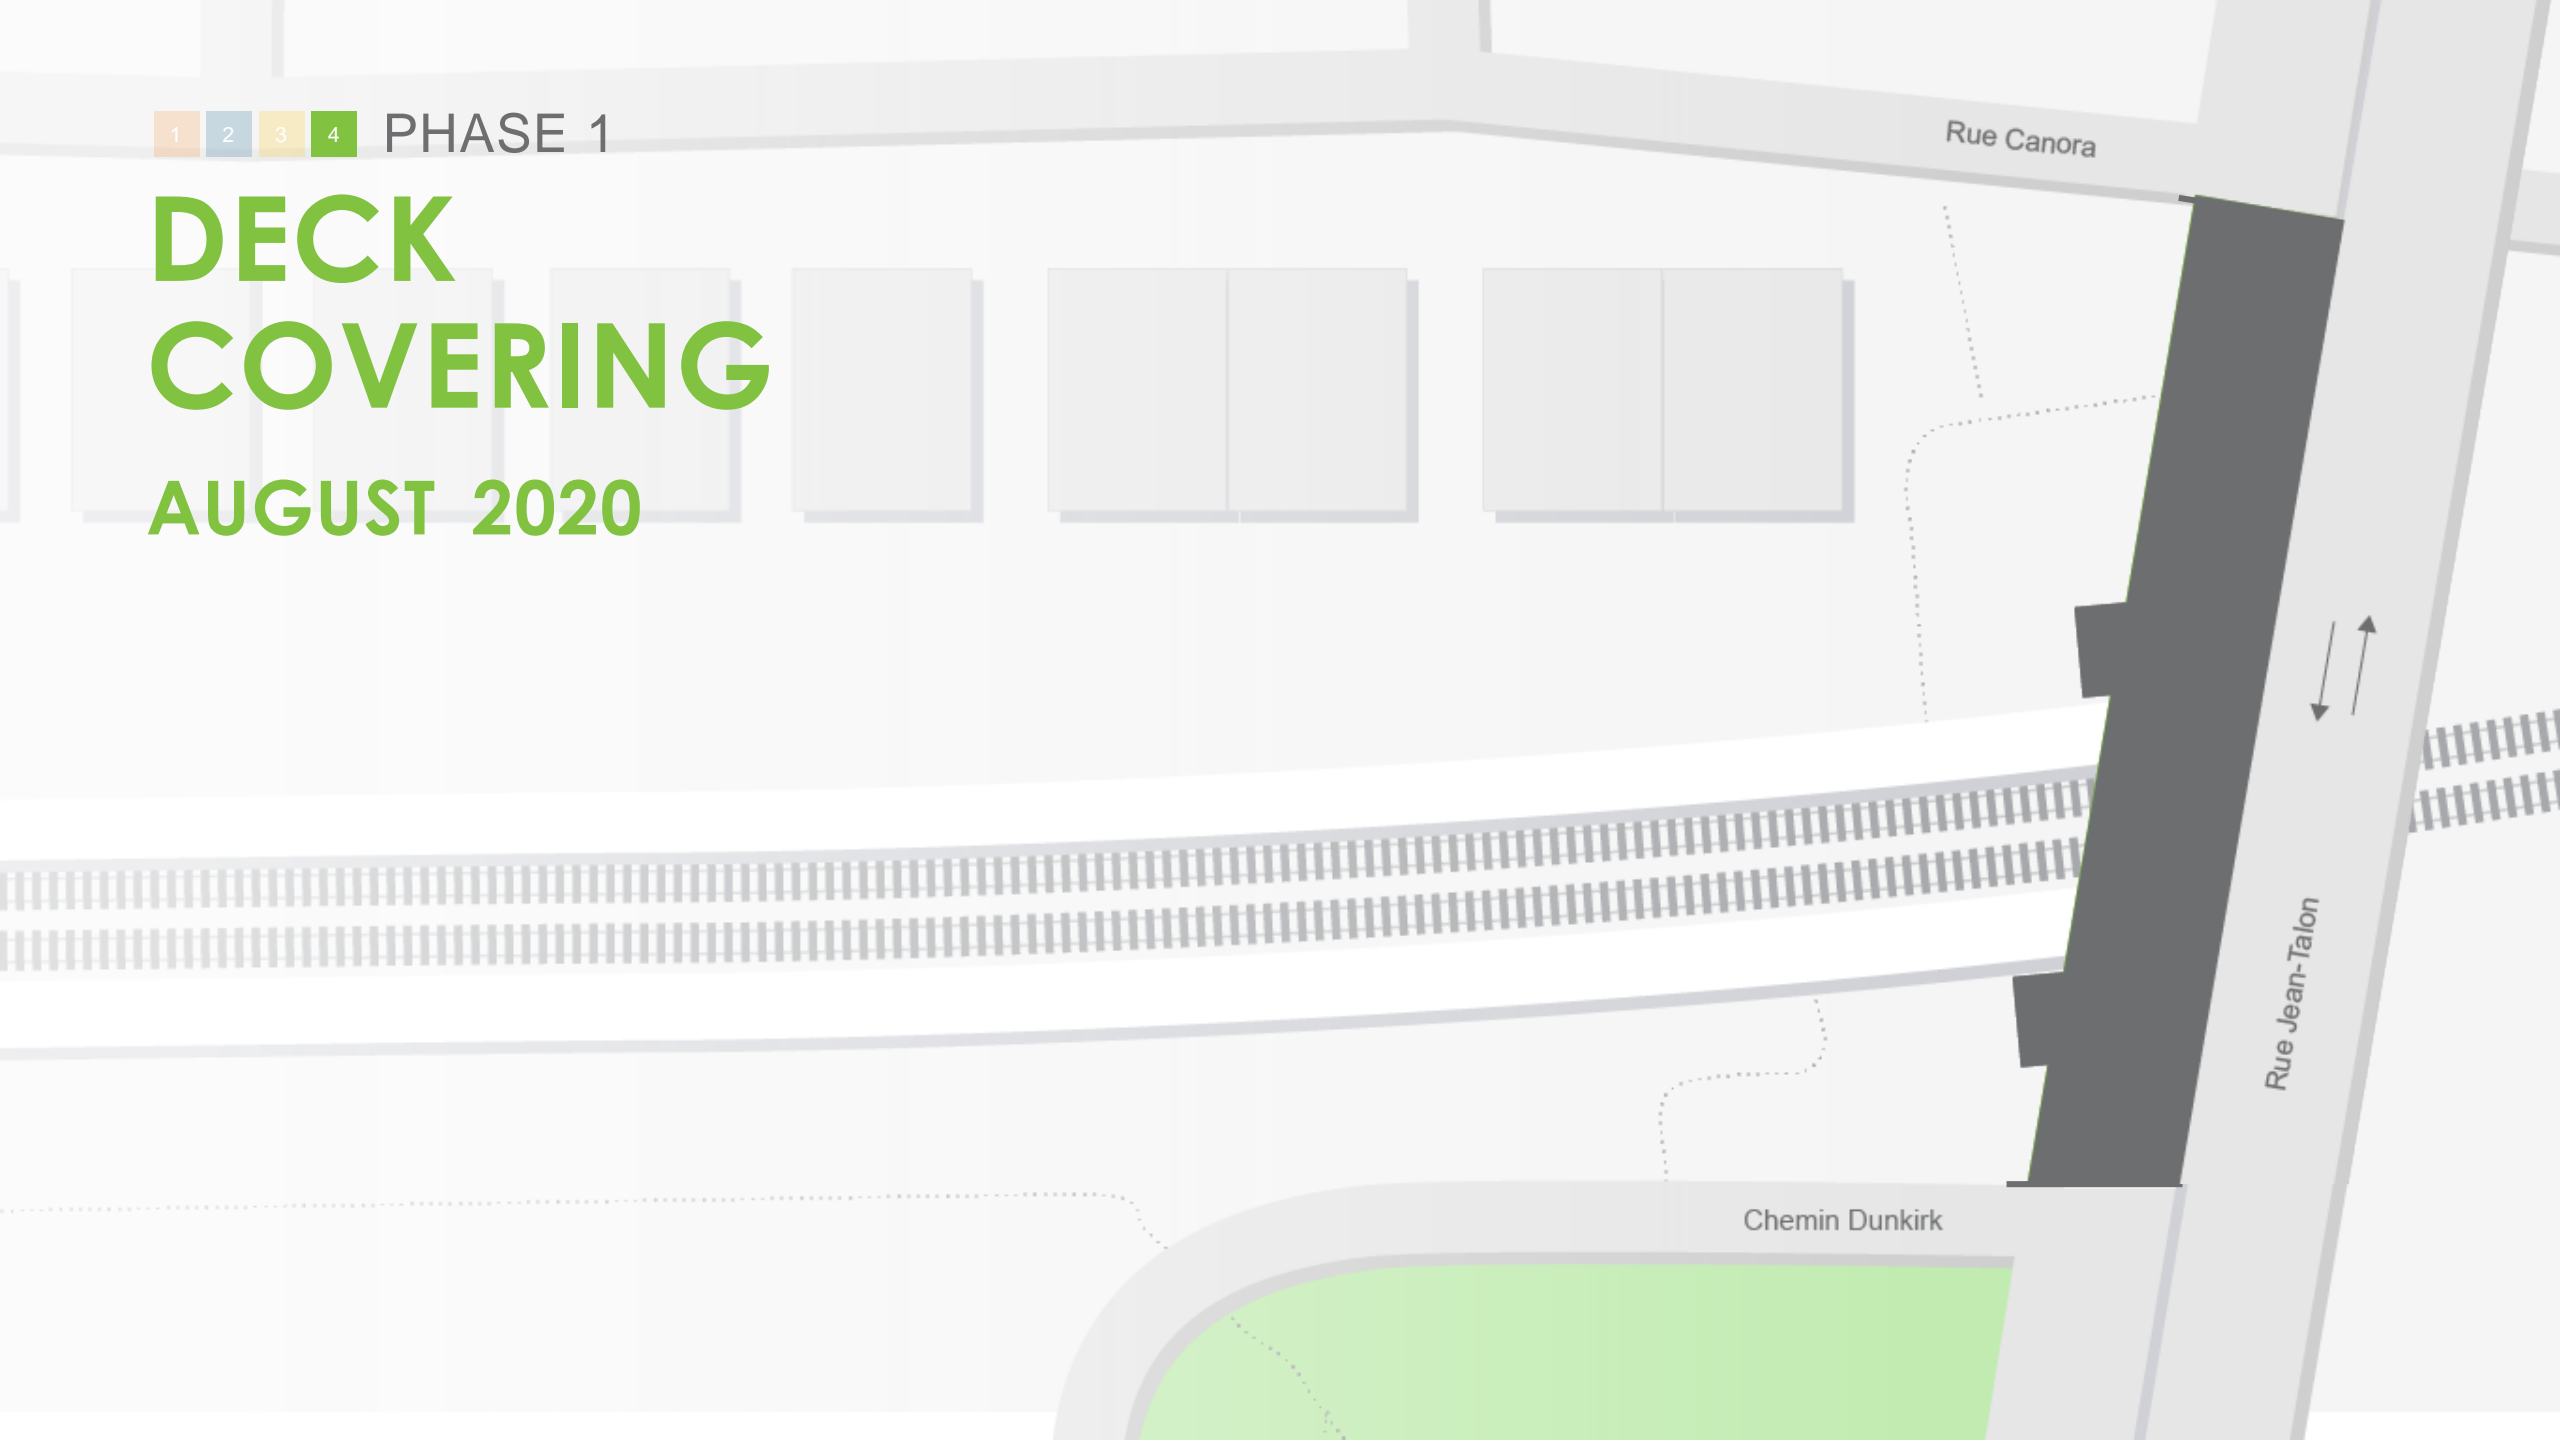 1 2 3 4 PHASE 1
DECK
COVERING
AUGUST 2020
Rue Canora
Rue Jean-Talon
Chemin Dunkirk